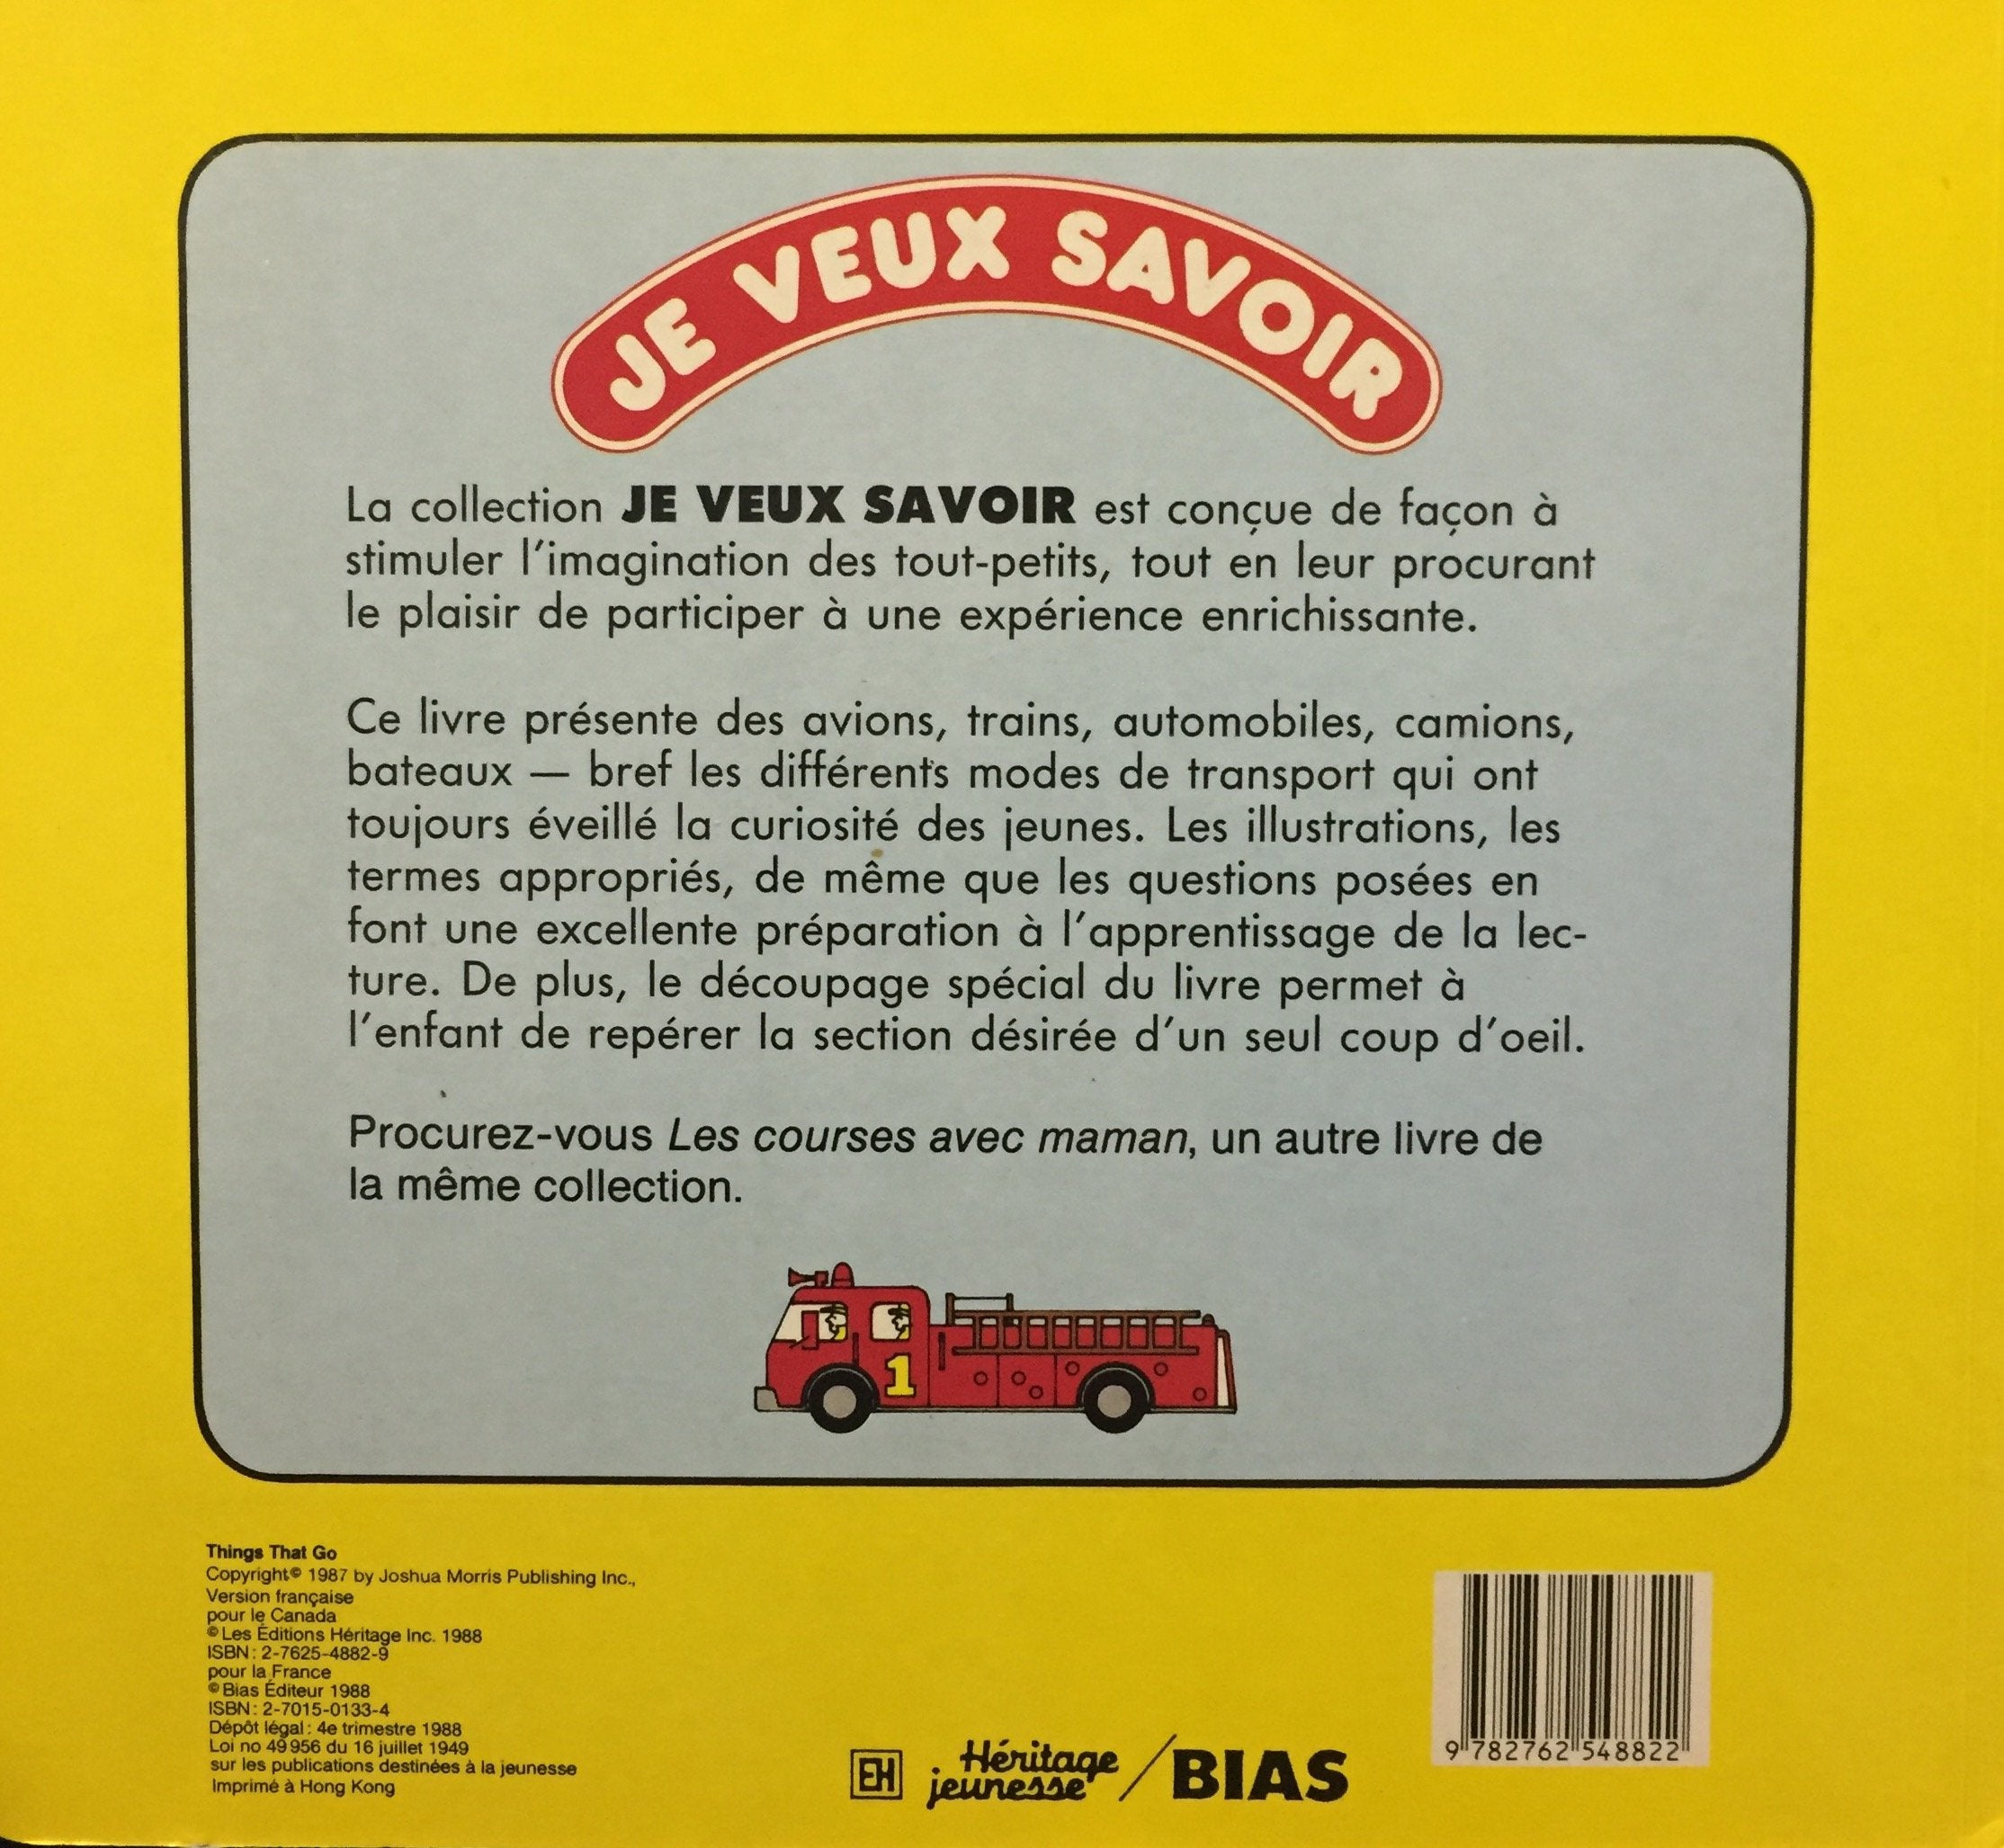 JE VEUX SAVOIR
La collection JE VEUX SAVOIR est conçue de façon à
stimuler l'imagination des tout-petits, tout en leur procurant
le plaisir de participer à une expérience enrichissante.
Ce livre présente des avions, trains, automobiles, camions,
bateaux — bref les différents modes de transport qui ont
toujours éveillé la curiosité des jeunes. Les illustrations, les
termes appropriés, de même que les questions posées en
font une excellente préparation à l'apprentissage de la lec-
ture. De plus, le découpage spécial du livre permet à
l'enfant de repérer la section désirée d'un seul coup d'oeil.
Procurez-vous Les courses avec maman, un autre livre de
la même collection.
1
Things That Go
Copyright© 1987 by Joshua Morris Publishing Inc.,
Version française
pour le Canada
© Les Éditions Héritage Inc. 1988
ISBN : 2-7625-4882-9
pour la France
© Bias Éditeur 1988
ISBN : 2-7015-0133-4
Dépôt légal : 4e trimestre 1988
Loi no 49 956 du 16 juillet 1949
sur les publications destinées à la jeunesse
Imprimé à Hong Kong
EH Héritage jeunesse / BIAS
9 782762 548822